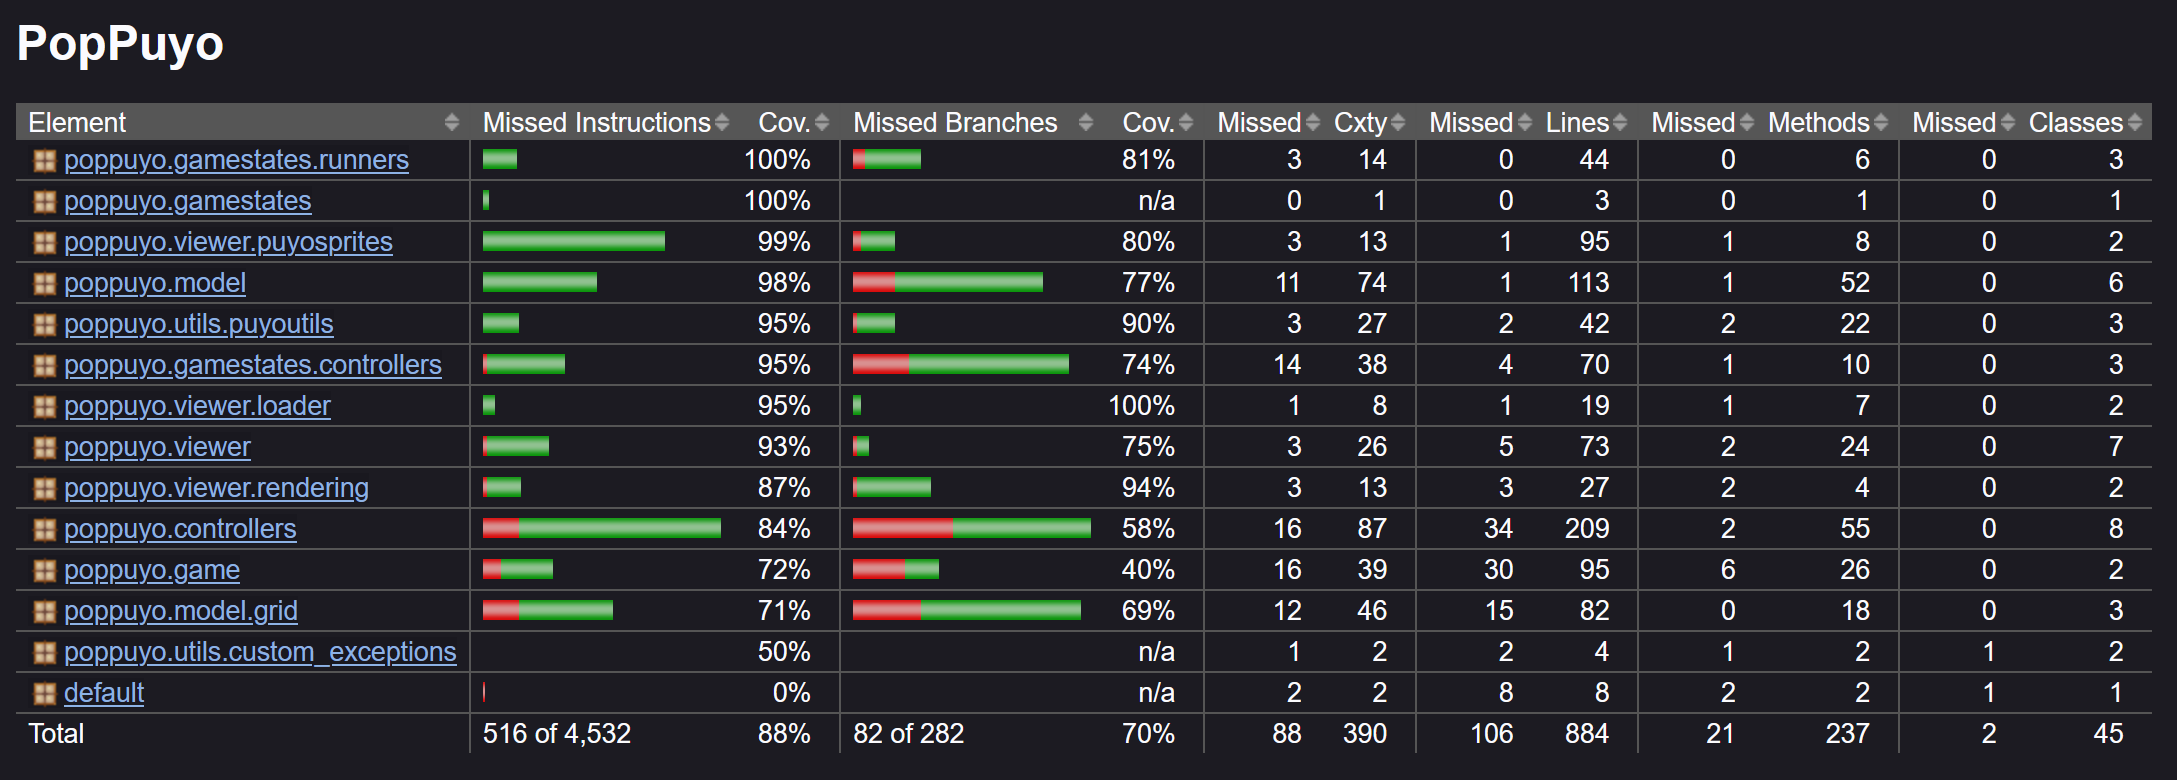 PopPuyo
Element Missed Instructions Cov. Missed Branches Cov. Missed Cxty Missed Lines Missed Methods Missed Classes
poppuyo.gamestates.runners 100% 81% 3 14 0 44 0 6 0 3
poppuyo.gamestates 100% n/a 0 1 0 3 0 1 0 1
poppuyo.viewer.puyosprites 99% 80% 3 13 1 95 1 8 0 2
poppuyo.model 98% 77% 11 74 1 113 1 52 0 6
poppuyo.utils.puyoutils 95% 90% 3 27 2 42 2 22 0 3
poppuyo.gamestates.controllers 95% 74% 14 38 4 70 1 10 0 3
poppuyo.viewer.loader 95% 100% 1 8 1 19 1 7 0 2
poppuyo.viewer 93% 75% 3 26 5 73 2 24 0 7
poppuyo.viewer.rendering 87% 94% 3 13 3 27 2 4 0 2
poppuyo.controllers 84% 58% 16 87 34 209 2 55 0 8
poppuyo.game 72% 40% 16 39 30 95 6 26 0 2
poppuyo.model.grid 71% 69% 12 46 15 82 0 18 0 3
poppuyo.utils.custom_exceptions 50% n/a 1 2 2 4 1 2 1 2
default 0% n/a 2 2 8 8 2 2 1 1
Total 516 of 4,532 88% 82 of 282 70% 88 390 106 884 21 237 2 45